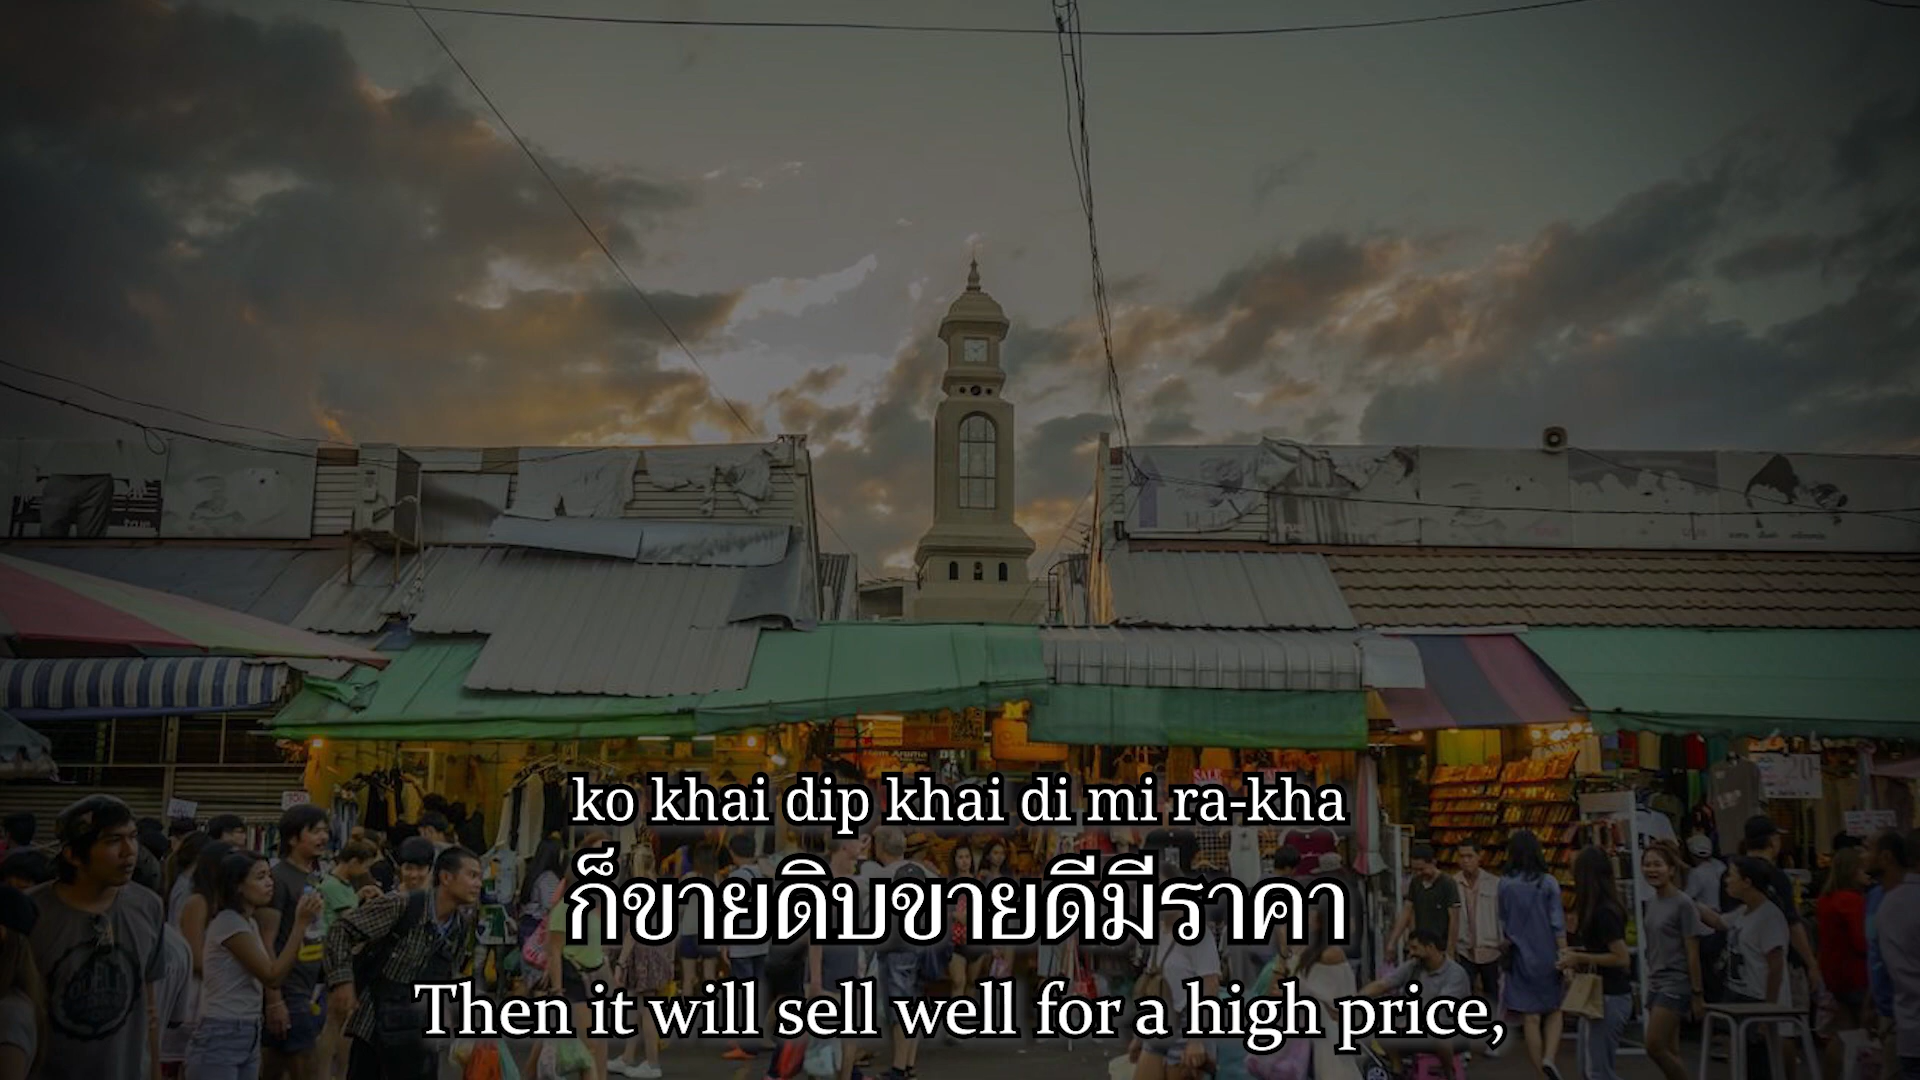 SALE
ko khai dip khai di mi ra-kha
ก็ขายดิบขายดีมีราคา
Then it will sell well for a high price,